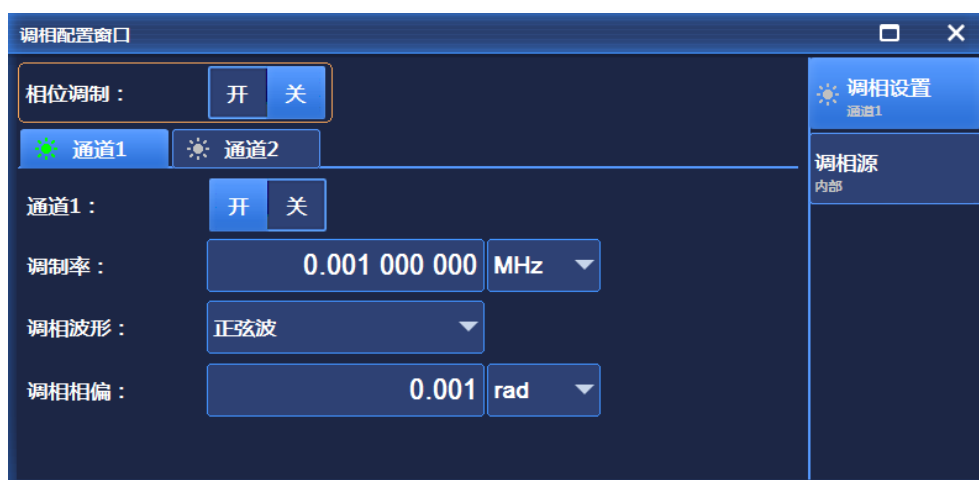 调相配置窗口
相位调制： 开 关
通道1 通道2
通道1： 开 关
调制率： 0.001 000 000 MHz
调相波形： 正弦波
调相相偏： 0.001 rad
调相设置
通道1
调相源
内部